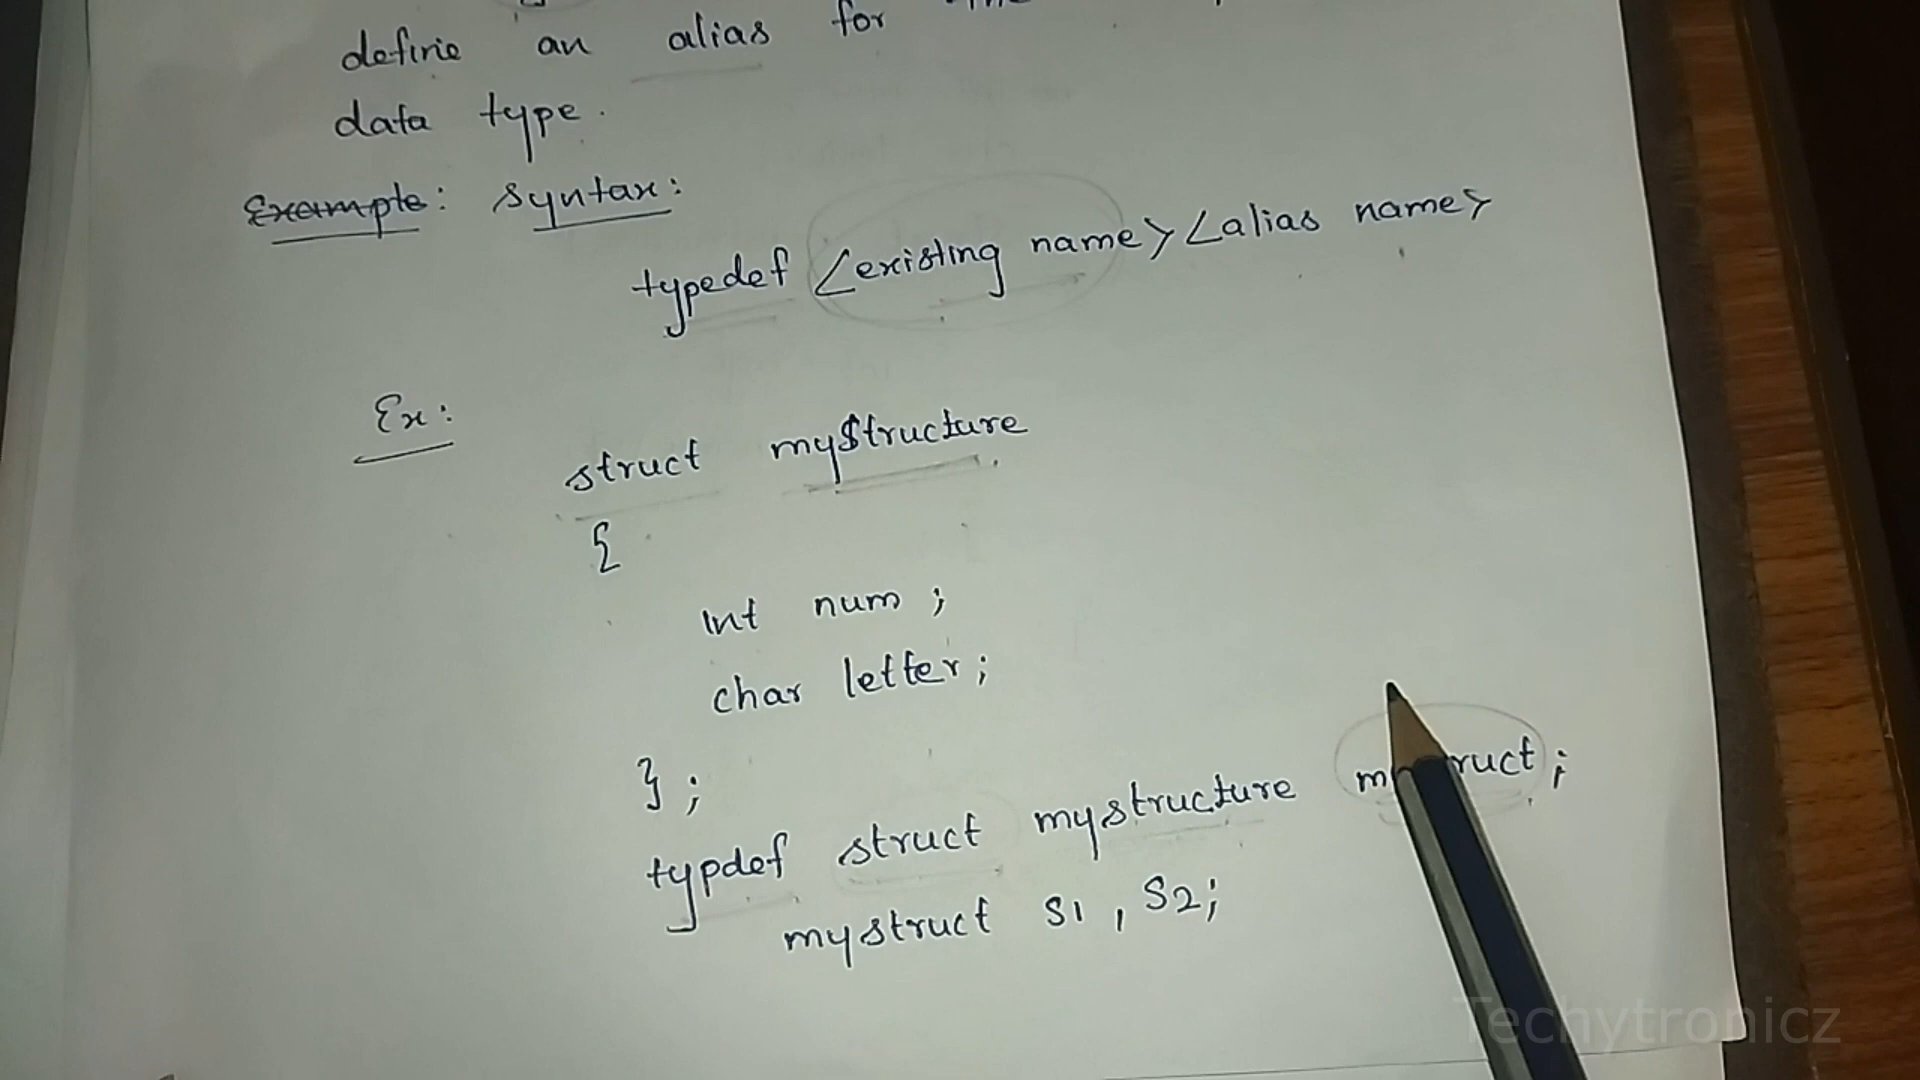 define an alias for
data type.
Example: Syntax:
typedef <existing name> <alias name>
Ex:
struct mystructure
{
int num ;
char letter;
} ;
typdef struct mystructure ;
mystruct S1 , S2;
Techytronicz